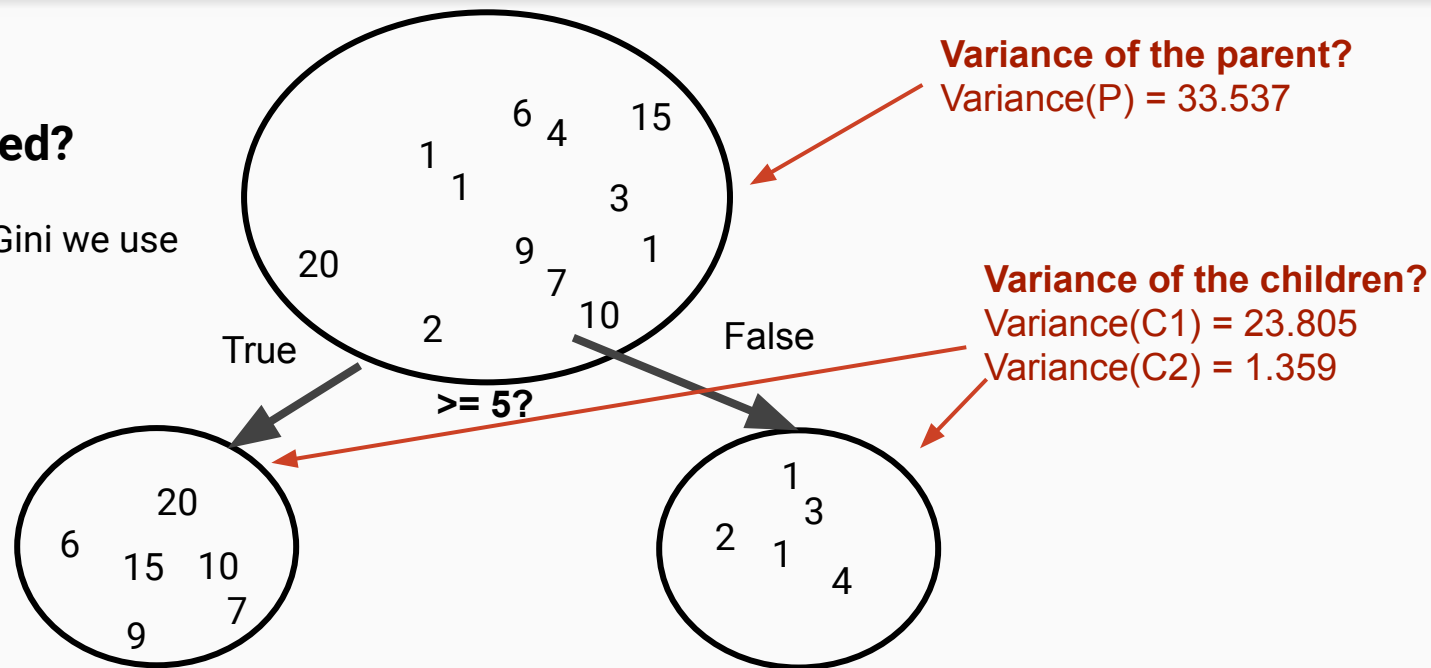 ed?
Gini we use
6
4
15
1
1
3
20
9
1
7
10
2
Variance of the parent?
Variance(P) = 33.537
True
False
>= 5?
Variance of the children?
Variance(C1) = 23.805
Variance(C2) = 1.359
20
6
15
10
7
9
1
3
2
1
4